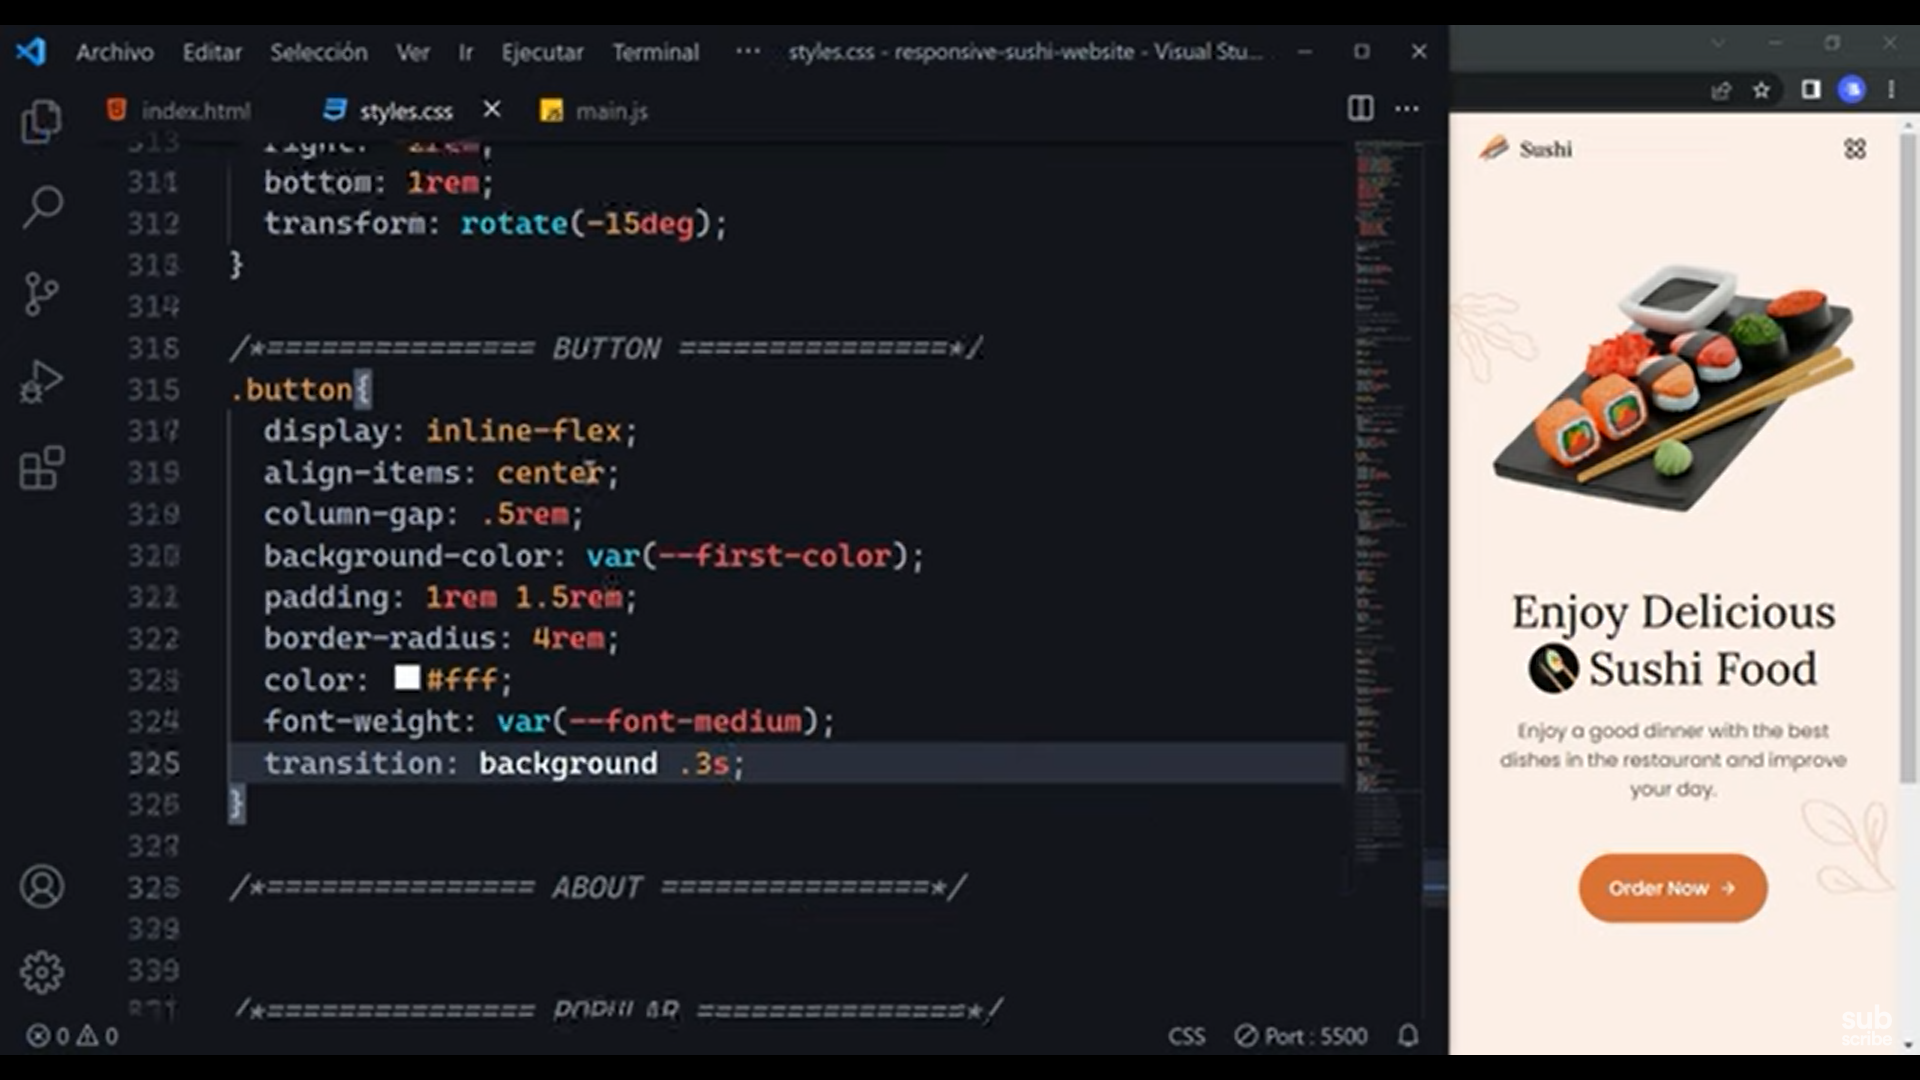 Archivo Editar Selección Ver Ir Ejecutar Terminal ··· styles.css - responsive-sushi-website - Visual Stu...
index.html styles.css main.js
bottom: 1rem;
transform: rotate(-15deg);
}
/*=============== BUTTON ===============*/
.button{
display: inline-flex;
align-items: center;
column-gap: .5rem;
background-color: var(--first-color);
padding: 1rem 1.5rem;
border-radius: 4rem;
color: #fff;
font-weight: var(--font-medium);
325 transition: background .3s;
}
/*=============== ABOUT ===============*/
/*=============== POPULAR ===============*/
0 0
CSS Port : 5500
Sushi
Enjoy Delicious
Sushi Food
Enjoy a good dinner with the best
dishes in the restaurant and improve
your day.
Order Now →
sub
scribe